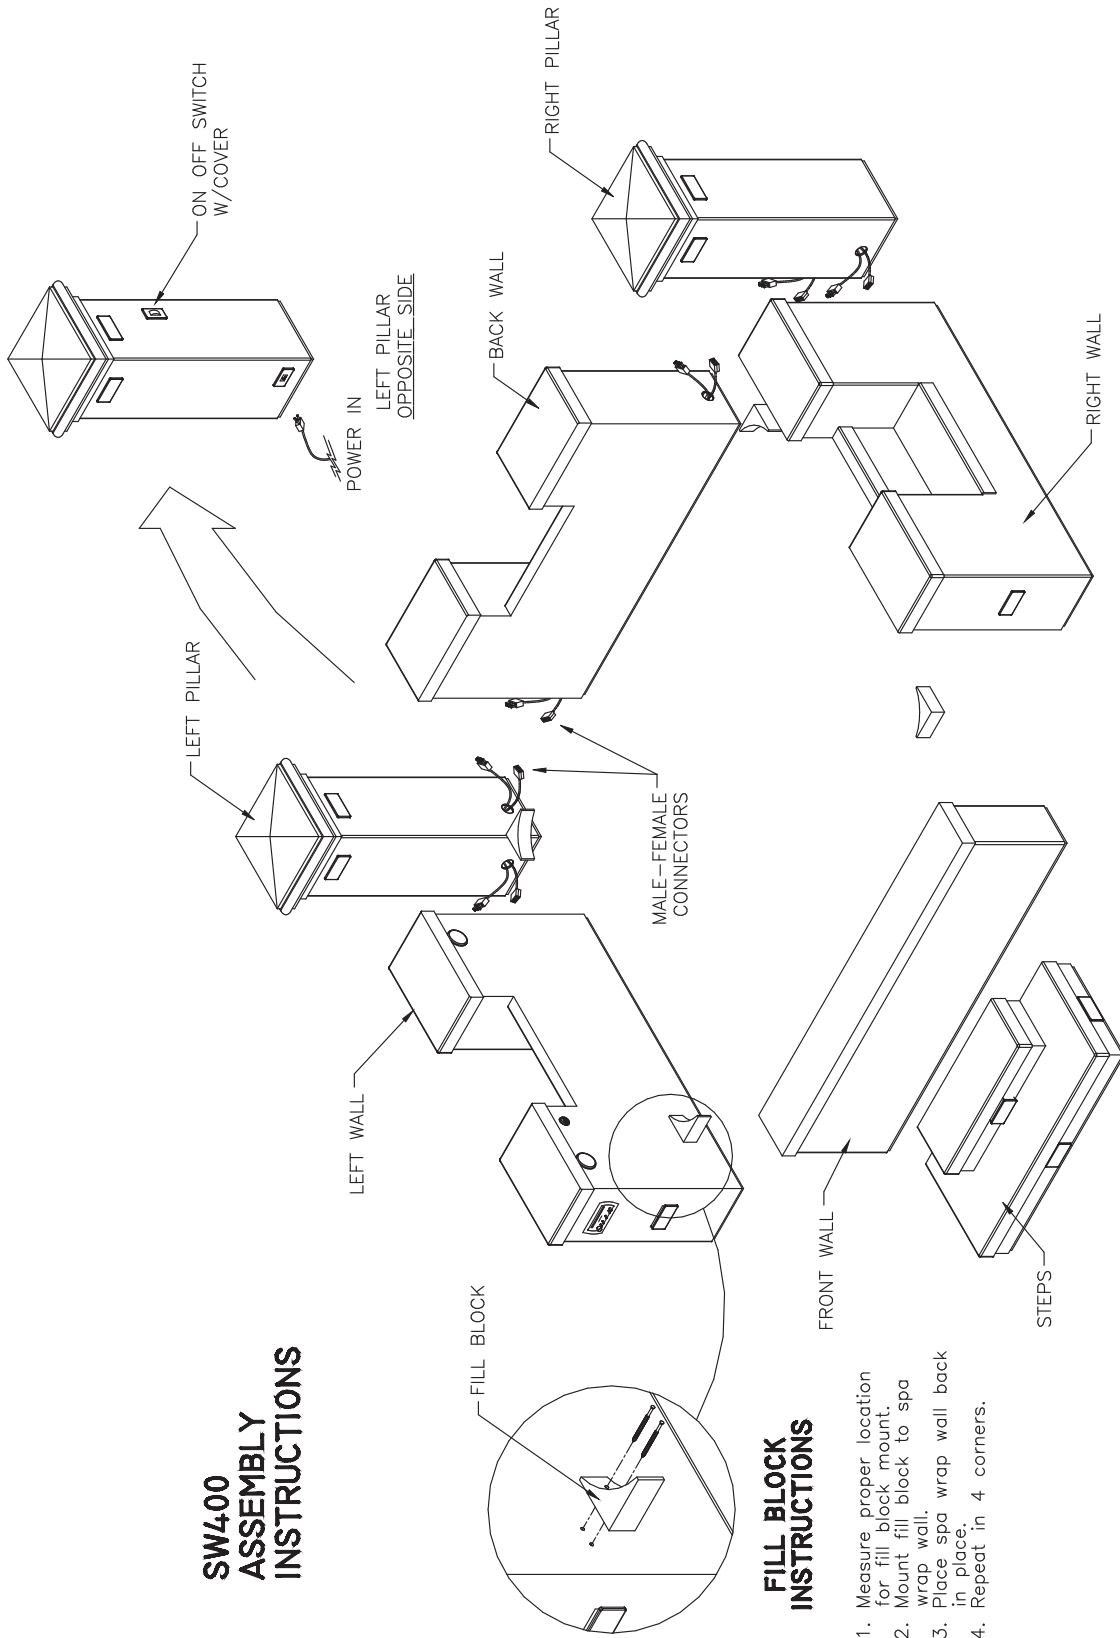 SW400
ASSEMBLY
INSTRUCTIONS
LEFT PILLAR
ON OFF SWITCH
W/COVER
POWER IN
LEFT PILLAR
OPPOSITE SIDE
LEFT WALL
BACK WALL
RIGHT PILLAR
FILL BLOCK
MALE-FEMALE
CONNECTORS
FRONT WALL
STEPS
RIGHT WALL
FILL BLOCK
INSTRUCTIONS
1. Measure proper location
for fill block mount.
2. Mount fill block to spa
wrap wall.
3. Place spa wrap wall back
in place.
4. Repeat in 4 corners.